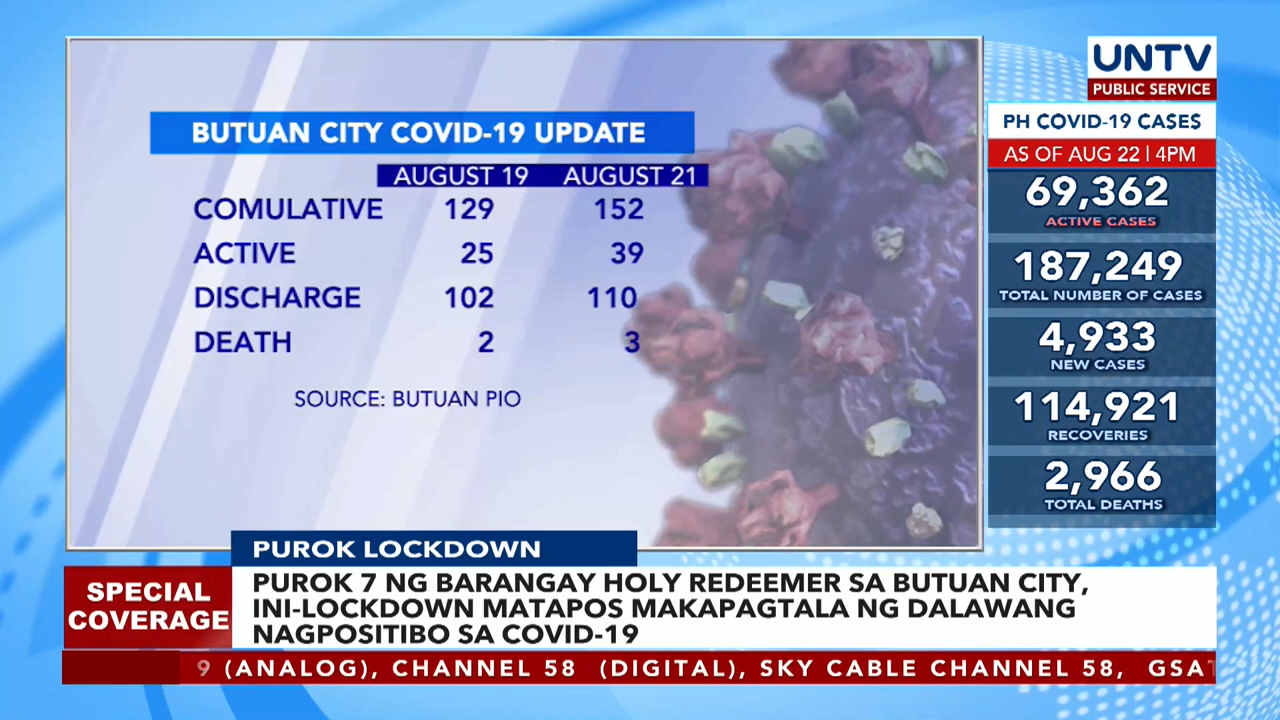 UNTV
PUBLIC SERVICE
BUTUAN CITY COVID-19 UPDATE
AUGUST 19 AUGUST 21
COMULATIVE 129 152
ACTIVE 25 39
DISCHARGE 102 110
DEATH 2 3
SOURCE: BUTUAN PIO
PH COVID-19 CASES
AS OF AUG 22 | 4PM
69,362
ACTIVE CASES
187,249
TOTAL NUMBER OF CASES
4,933
NEW CASES
114,921
RECOVERIES
2,966
TOTAL DEATHS
PUROK LOCKDOWN
SPECIAL
COVERAGE
PUROK 7 NG BARANGAY HOLY REDEEMER SA BUTUAN CITY,
INI-LOCKDOWN MATAPOS MAKAPAGTALA NG DALAWANG
NAGPOSITIBO SA COVID-19
9 (ANALOG), CHANNEL 58 (DIGITAL), SKY CABLE CHANNEL 58, GSAT